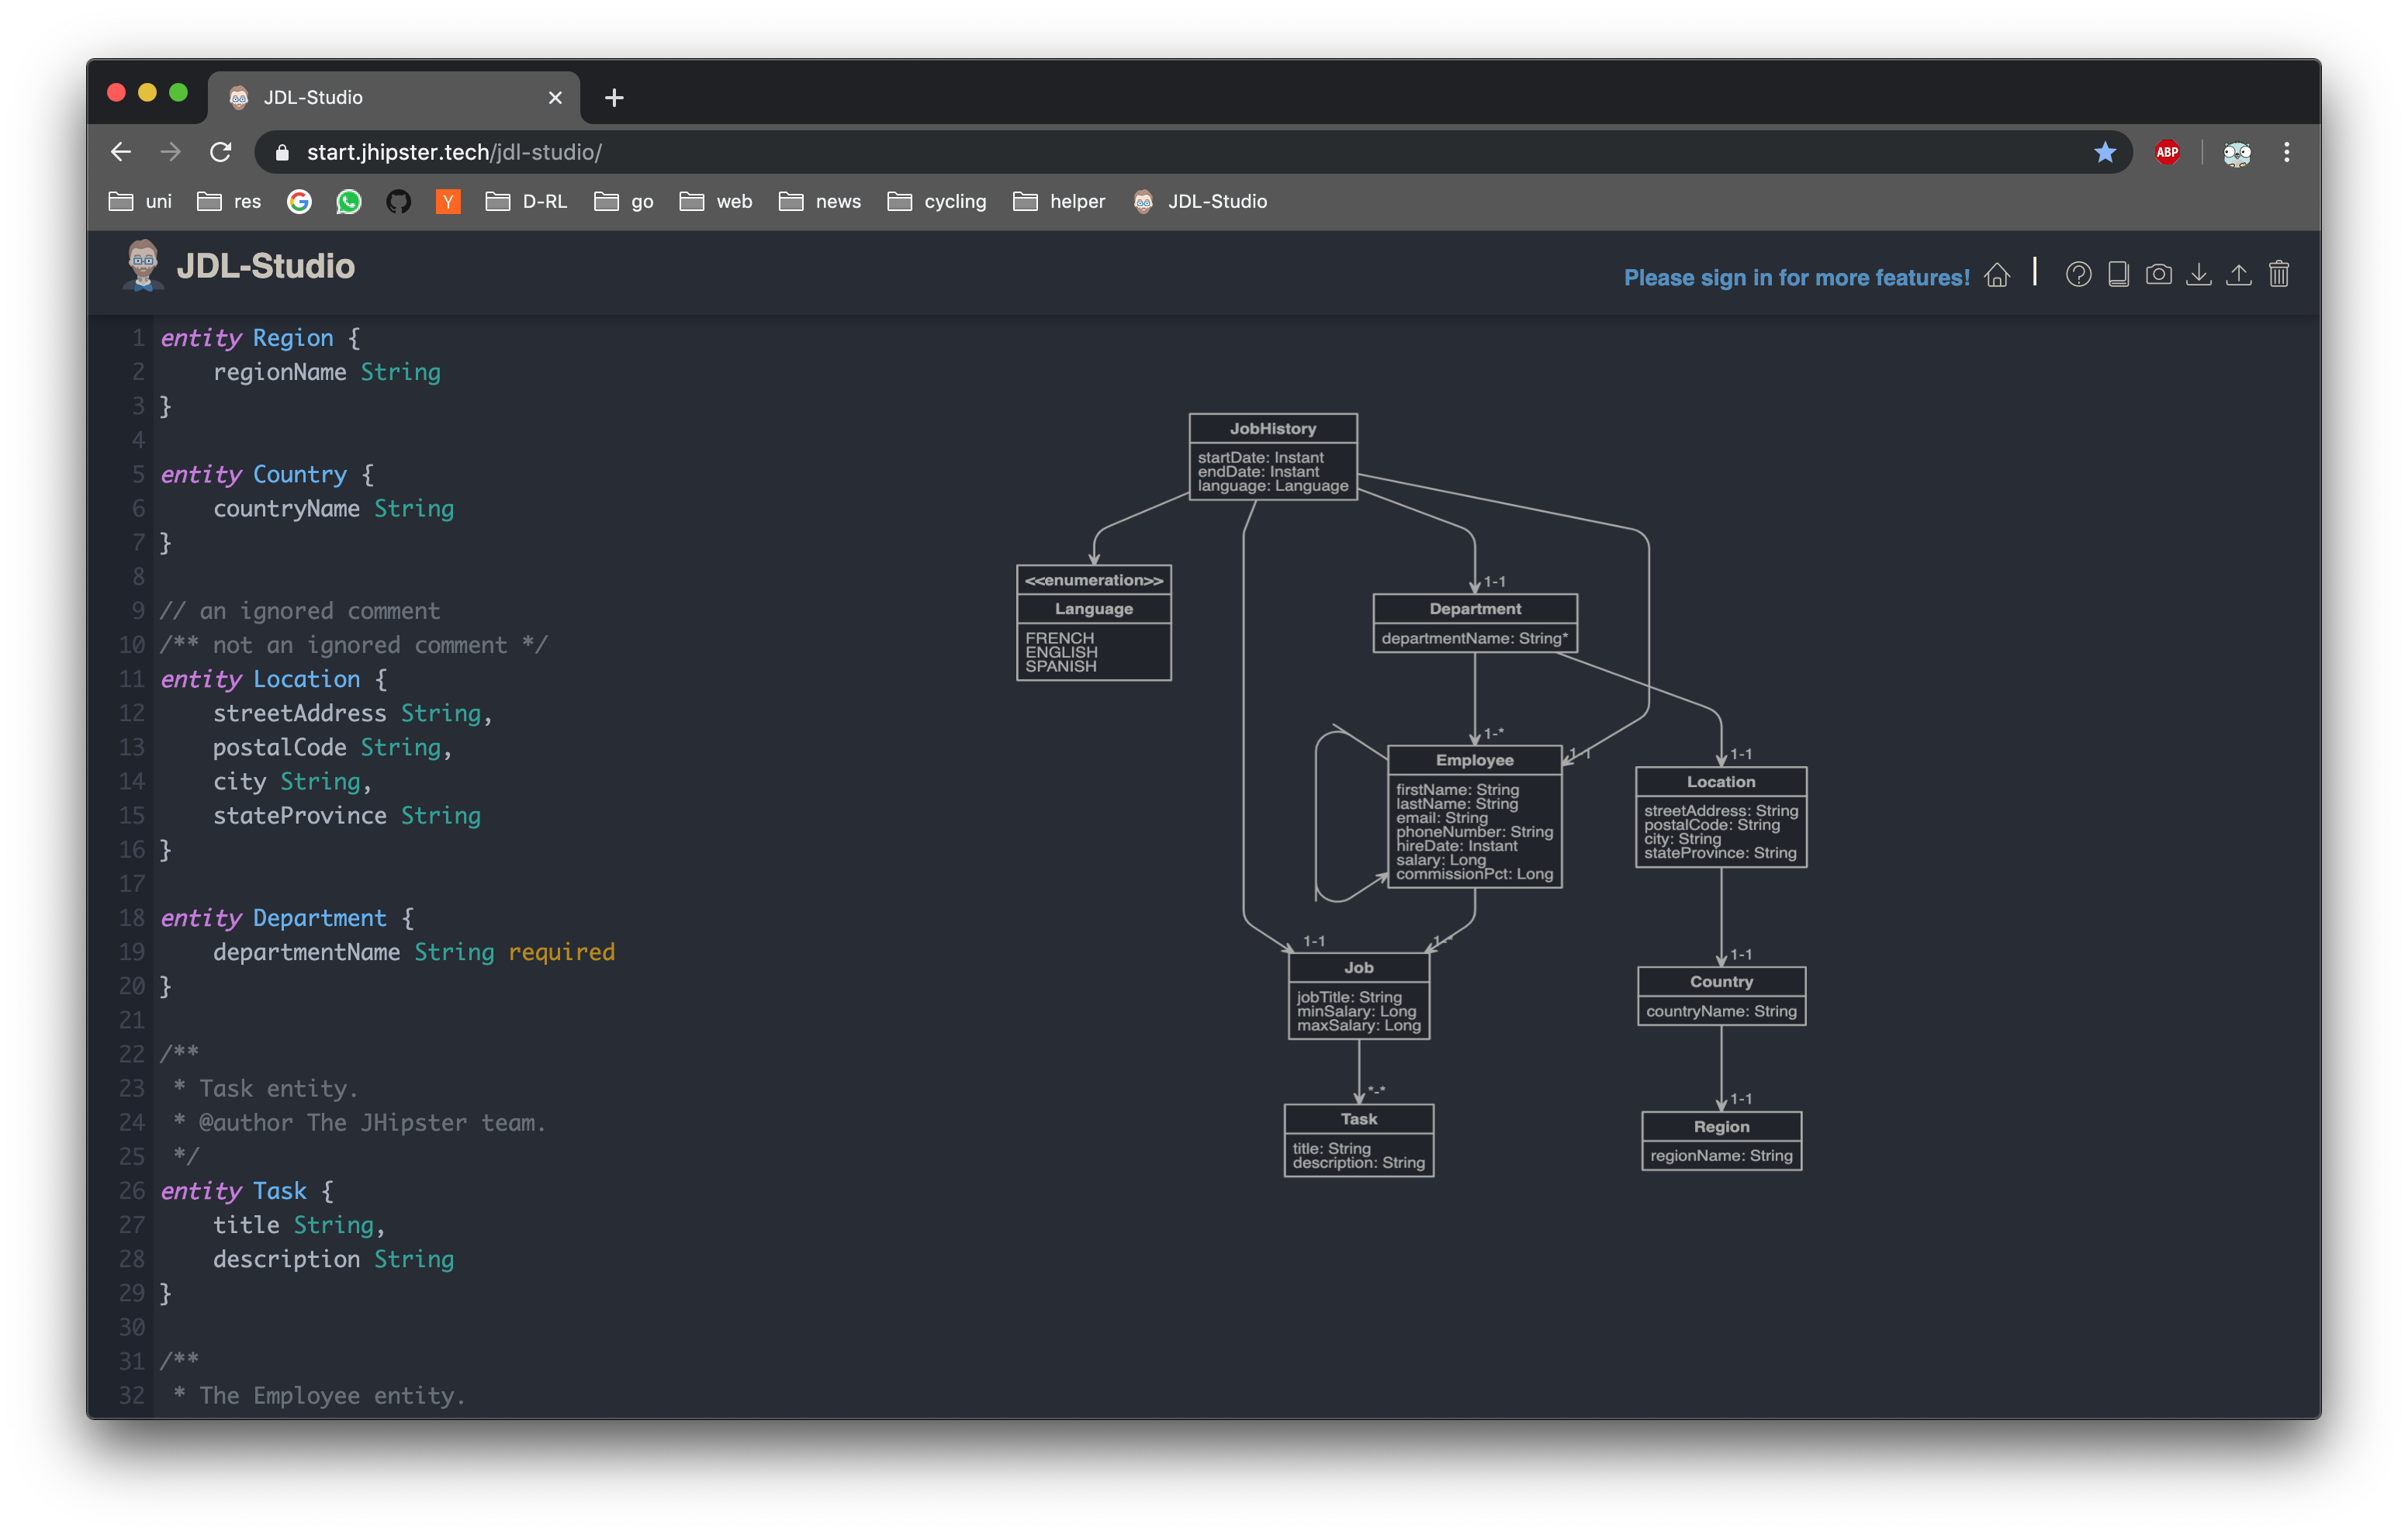 JDL-Studio
start.jhipster.tech/jdl-studio/
ABP
uni res Y D-RL go web news cycling helper JDL-Studio
JDL-Studio
Please sign in for more features!
1 entity Region {
2 regionName String
3 }
4
5 entity Country {
6 countryName String
7 }
8
9 // an ignored comment
10 /** not an ignored comment */
11 entity Location {
12 streetAddress String,
13 postalCode String,
14 city String,
15 stateProvince String
16 }
17
18 entity Department {
19 departmentName String required
20 }
21
22 /**
23 * Task entity.
24 * @author The JHipster team.
25 */
26 entity Task {
27 title String,
28 description String
29 }
30
31 /**
32 * The Employee entity.
JobHistory
startDate: Instant
endDate: Instant
language: Language
<<enumeration>>
Language
FRENCH
ENGLISH
SPANISH
1-1
Department
departmentName: String*
1-*
1-1
Employee
firstName: String
lastName: String
email: String
phoneNumber: String
hireDate: Instant
salary: Long
commissionPct: Long
1-1
Location
streetAddress: String
postalCode: String
city: String
stateProvince: String
1-1
1-*
Job
jobTitle: String
minSalary: Long
maxSalary: Long
1-1
Country
countryName: String
*-*
Task
title: String
description: String
1-1
Region
regionName: String